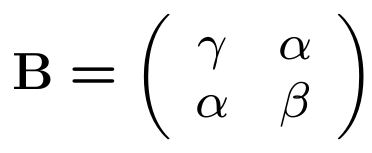 B = ( γ α
α β )